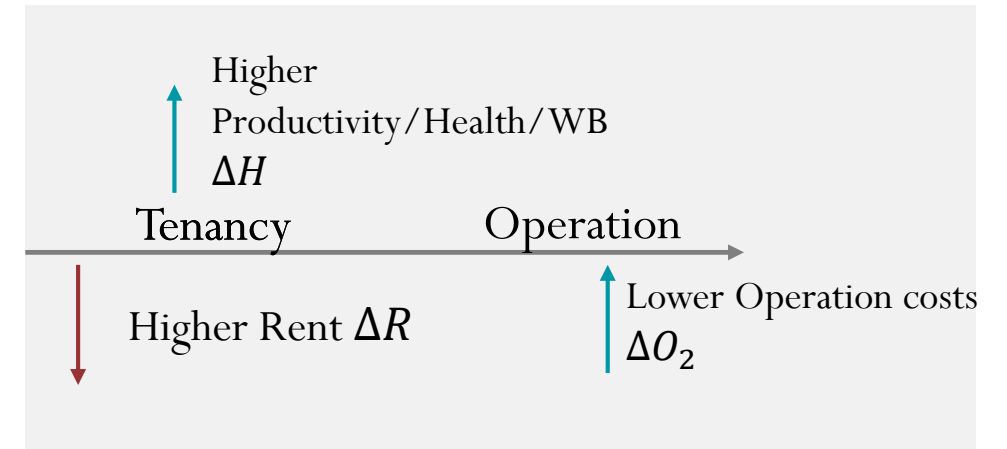 Higher
Productivity/Health/WB
Δ𝐻
Tenancy
Operation
Higher Rent Δ𝑅
Lower Operation costs
Δ𝑂₂